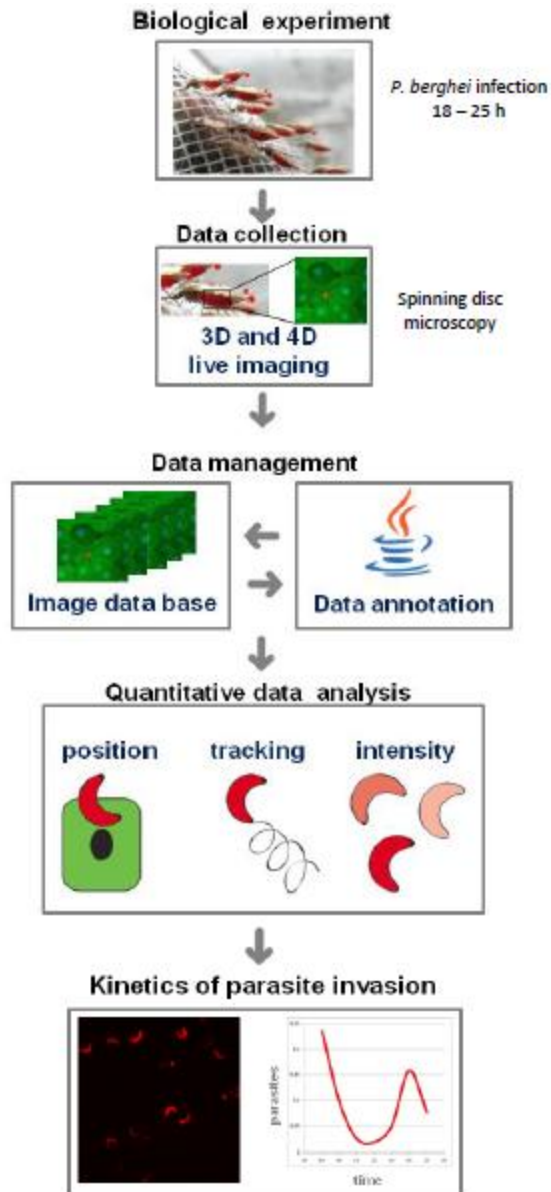 Biological experiment
P. berghei infection
18 – 25 h
Data collection
3D and 4D
live imaging
Spinning disc
microscopy
Data management
Image data base
Data annotation
Quantitative data analysis
position
tracking
intensity
Kinetics of parasite invasion
parasites
time